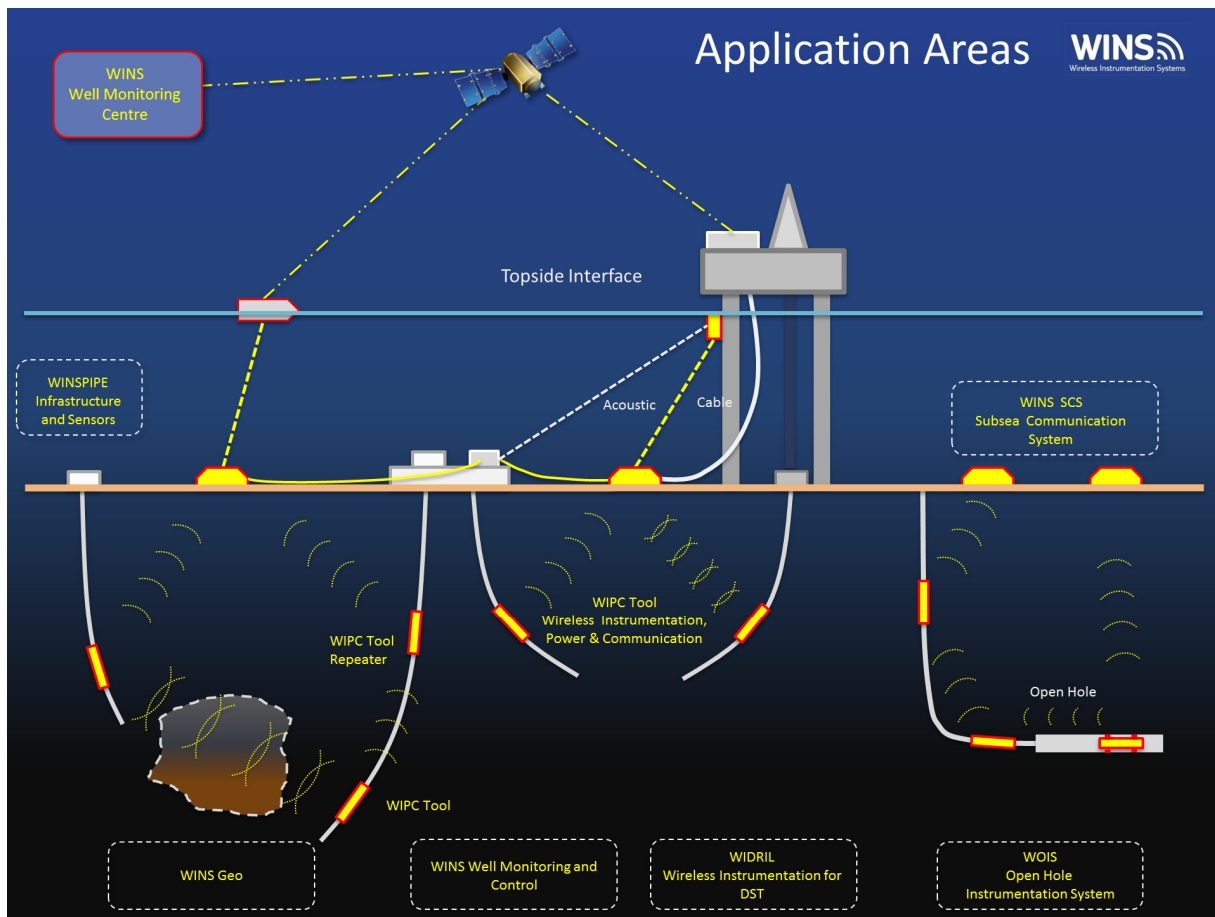 Application Areas
WINS
Wireless Instrumentation Systems
WINS
Well Monitoring
Centre
Topside Interface
WINSPIPE
Infrastructure
and Sensors
Acoustic
Cable
WINS SCS
Subsea Communication
System
WIPC Tool
Wireless Instrumentation,
Power & Communication
WIPC Tool
Repeater
Open Hole
WIPC Tool
WINS Geo
WINS Well Monitoring and
Control
WIDRIL
Wireless Instrumentation for
DST
WOIS
Open Hole
Instrumentation System